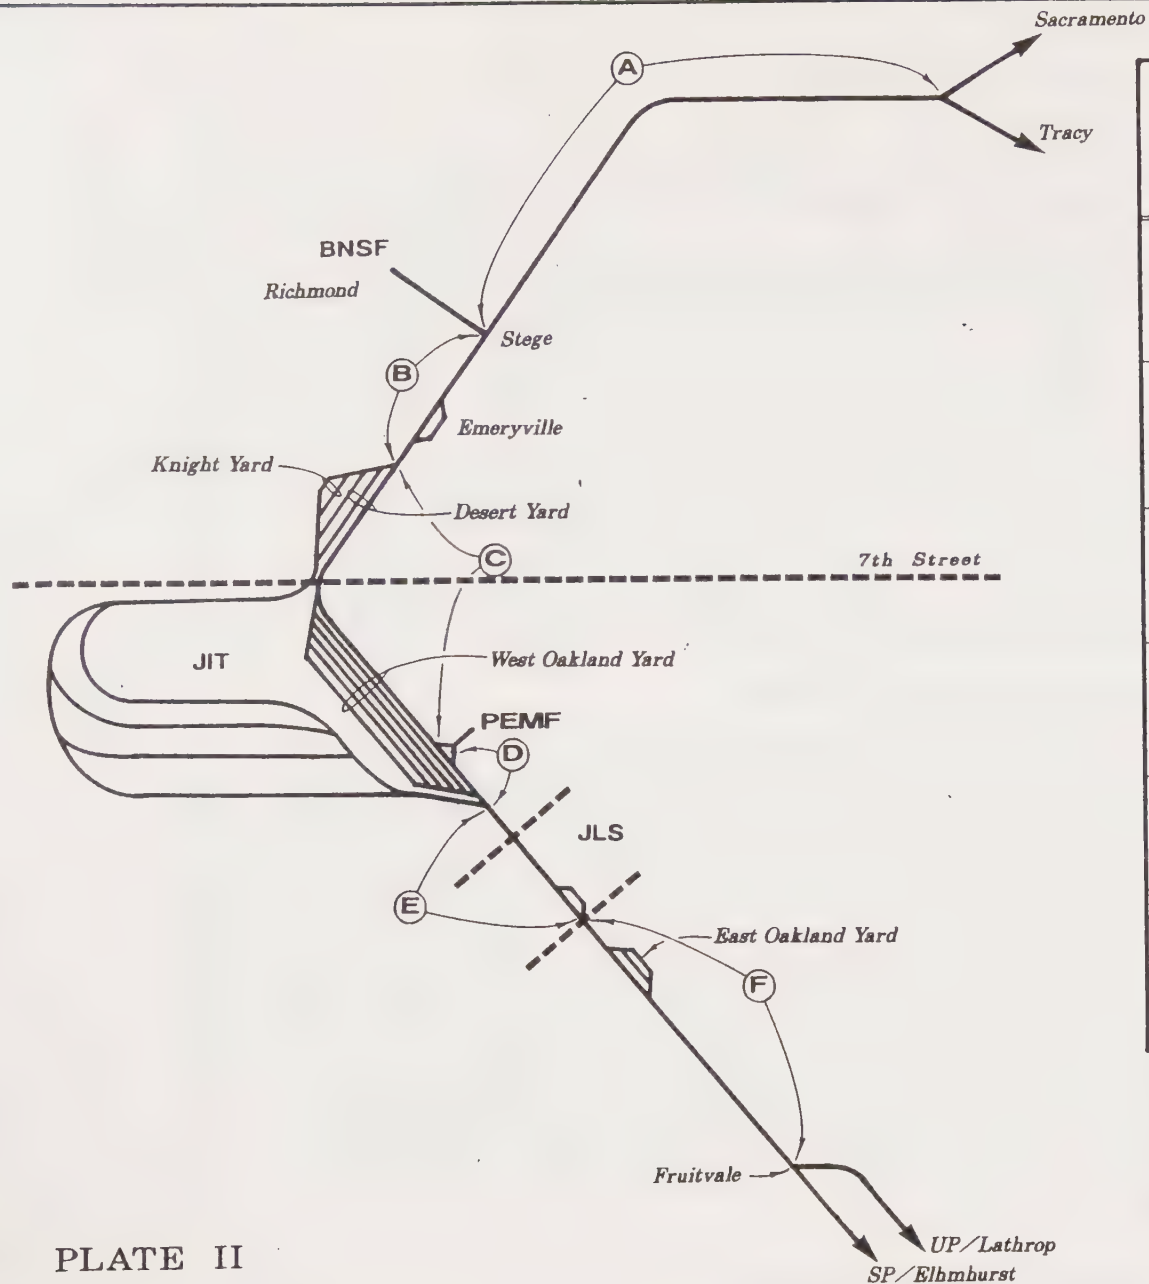 Sacramento
A
Tracy
BNSF
Richmond
Stege
B
Emeryville
Knight Yard
Desert Yard
C
7th Street
JIT
West Oakland Yard
PEMF
D
JLS
E
East Oakland Yard
F
Fruitvale
UP/Lathrop
SP/Elhmhurst
PLATE II